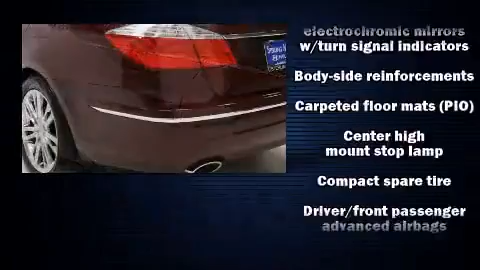 electrochromic mirrors
w/turn signal indicators
Body-side reinforcements
Carpeted floor mats (PIO)
Center high
mount stop lamp
Compact spare tire
Driver/front passenger
advanced airbags